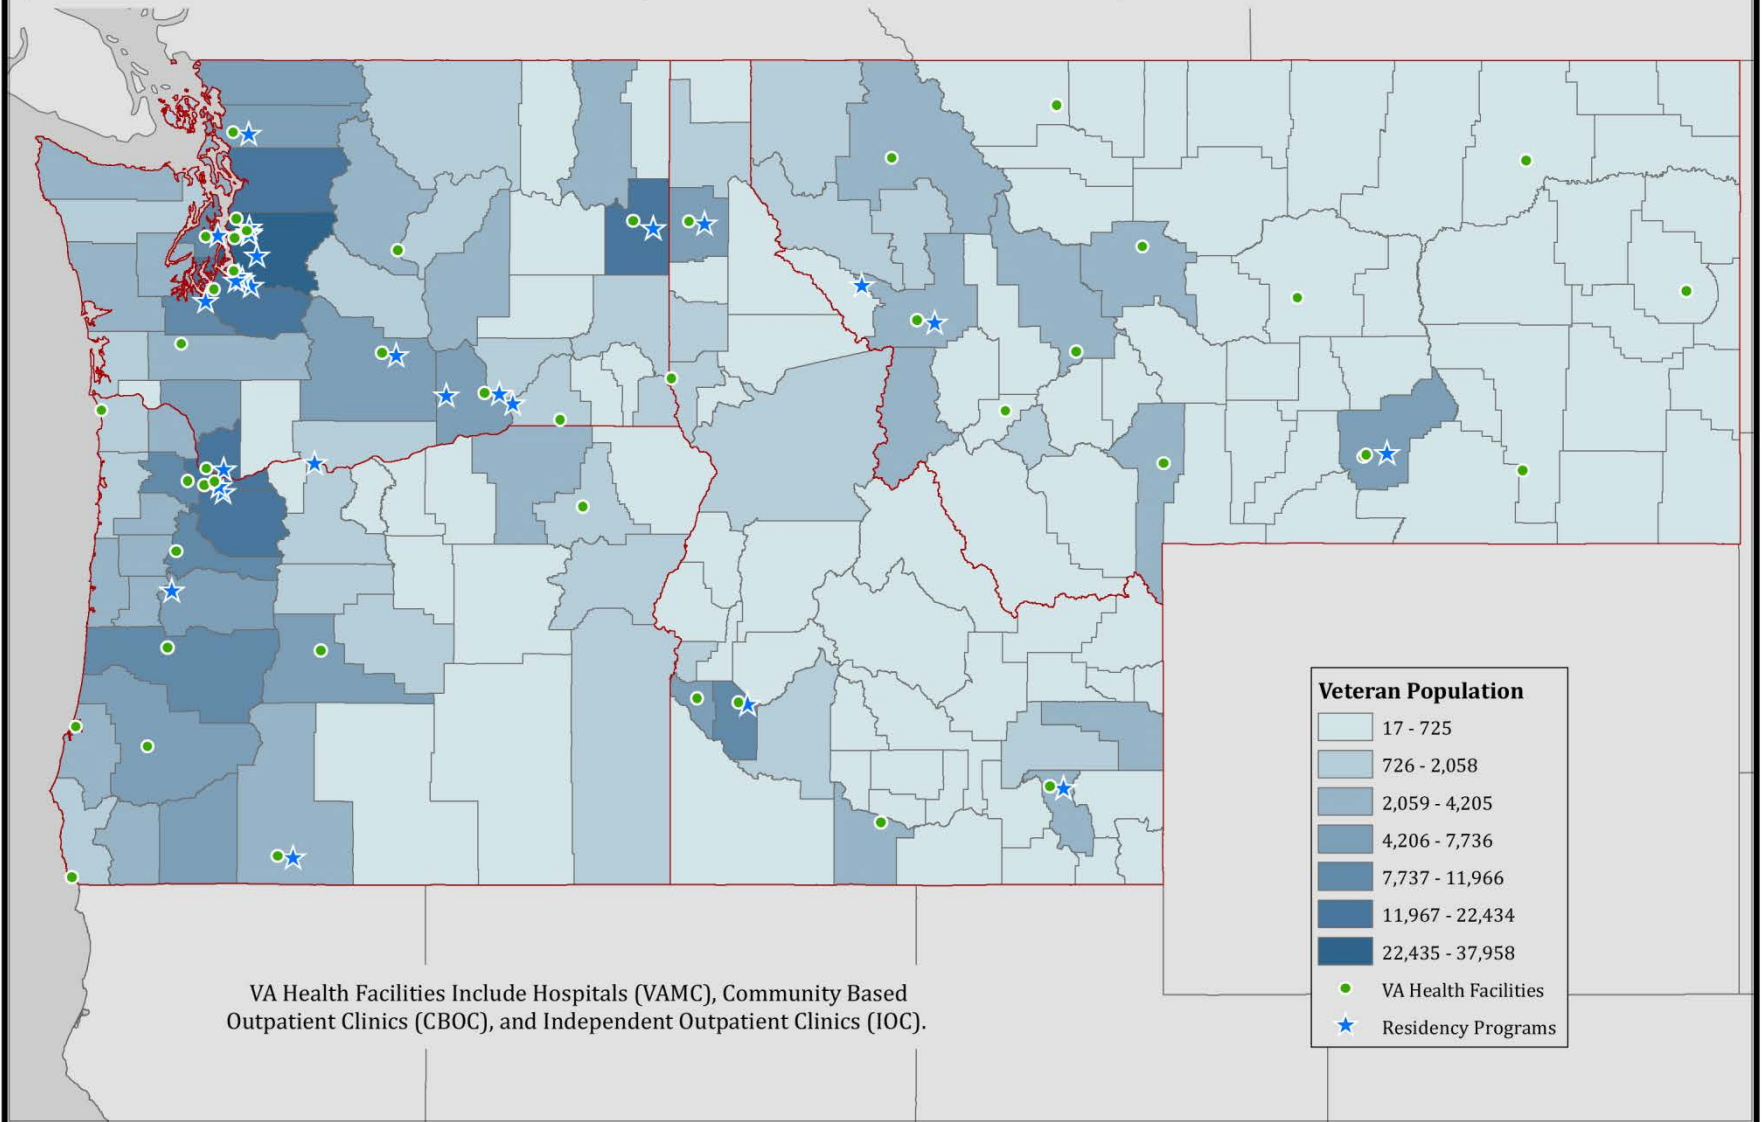 Veteran Population
17 - 725
726 - 2,058
2,059 - 4,205
4,206 - 7,736
7,737 - 11,966
11,967 - 22,434
22,435 - 37,958
VA Health Facilities
Residency Programs
VA Health Facilities Include Hospitals (VAMC), Community Based
Outpatient Clinics (CBOC), and Independent Outpatient Clinics (IOC).